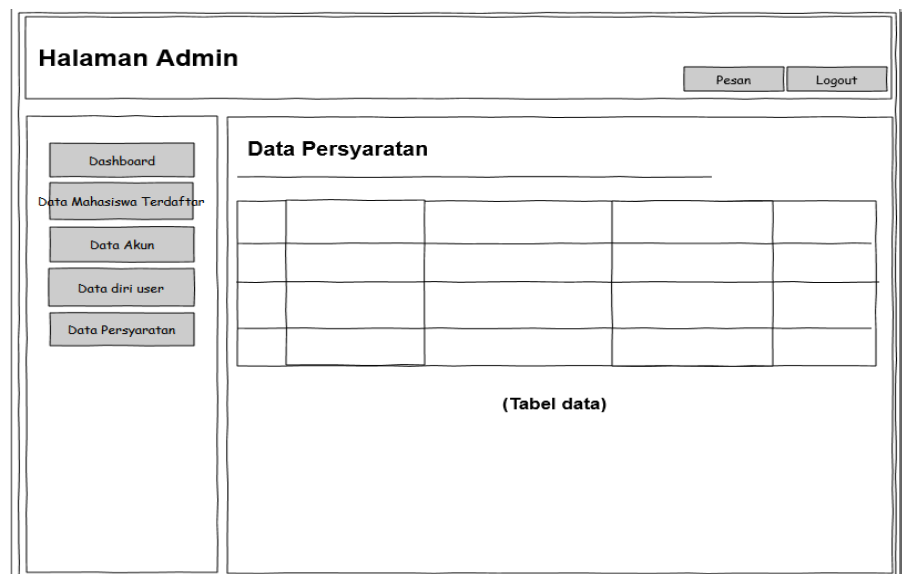 Halaman Admin
Pesan
Logout
Dashboard
Data Mahasiswa Terdaftar
Data Akun
Data diri user
Data Persyaratan
Data Persyaratan
(Tabel data)